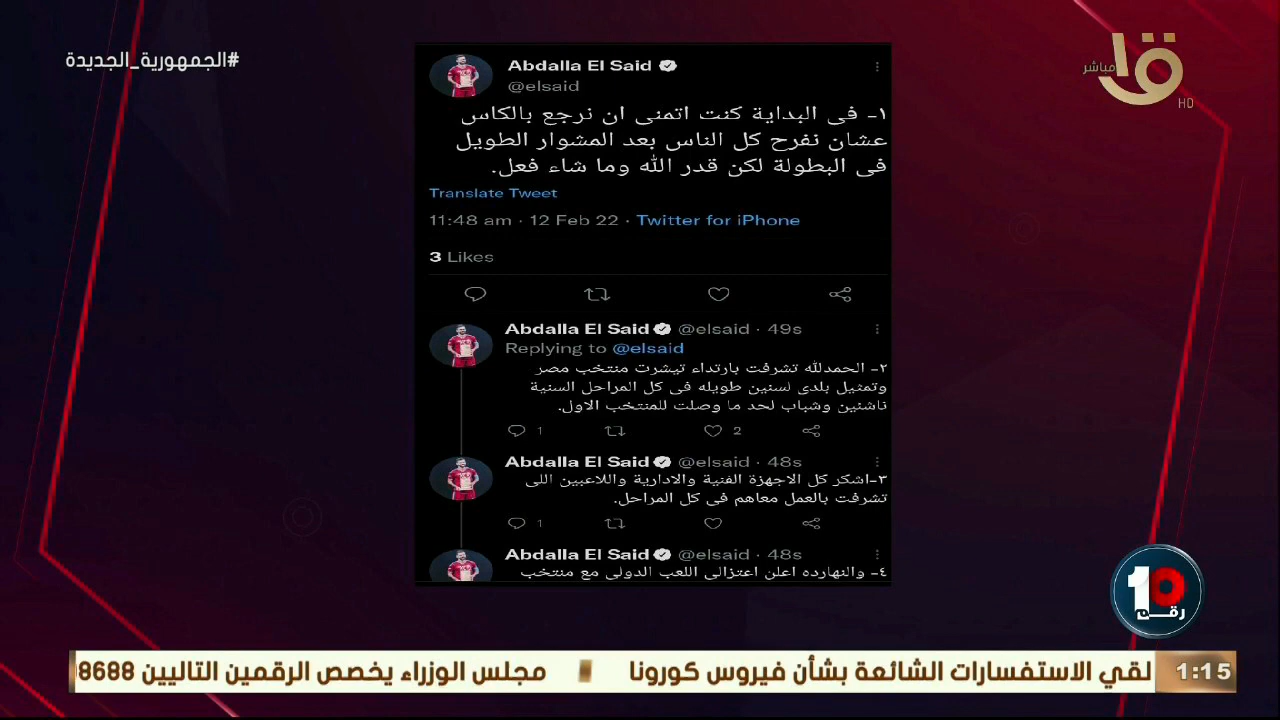 #الجمهورية_الجديدة
مباشر
HD
Abdalla El Said
@elsaid
١- فى البداية كنت اتمنى ان نرجع بالكاس
عشان نفرح كل الناس بعد المشوار الطويل
فى البطولة لكن قدر الله وما شاء فعل.
Translate Tweet
11:48 am · 12 Feb 22 · Twitter for iPhone
3 Likes
Abdalla El Said @elsaid · 49s
Replying to @elsaid
٢- الحمدلله تشرفت بارتداء تيشرت منتخب مصر
وتمثيل بلدى لسنين طويله فى كل المراحل السنية
ناشئين وشباب لحد ما وصلت للمنتخب الاول.
1 2
Abdalla El Said @elsaid · 48s
٣-اشكر كل الاجهزة الفنية والادارية واللاعبين اللى
تشرفت بالعمل معاهم فى كل المراحل.
1
Abdalla El Said @elsaid · 48s
٤- والنهارده اعلن اعتزالى اللعب الدولى مع منتخب
رقم 10
1:15 لقي الاستفسارات الشائعة بشأن فيروس كورونا مجلس الوزراء يخصص الرقمين التاليين 8688